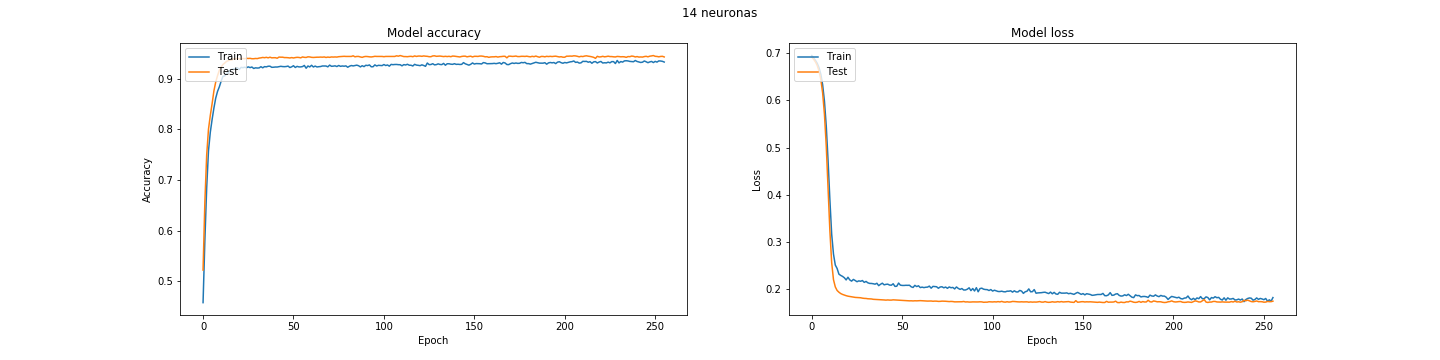 14 neuronas
Model accuracy
Train
Test
0.9
0.8
0.7
0.6
0.5
Accuracy
0 50 100 150 200 250
Epoch
Model loss
Train
Test
0.7
0.6
0.5
0.4
0.3
0.2
Loss
0 50 100 150 200 250
Epoch